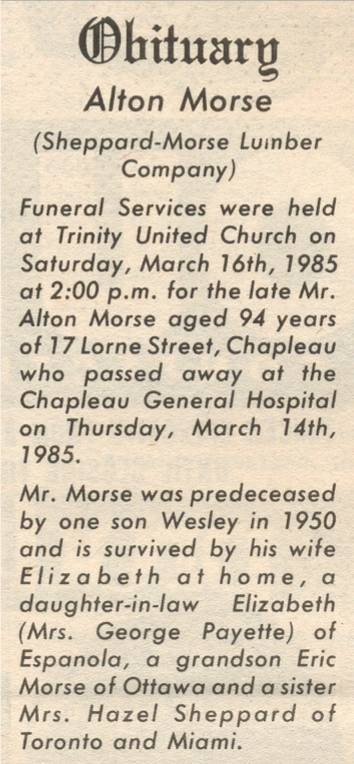 Obituary
Alton Morse
(Sheppard-Morse Lumber
Company)
Funeral Services were held
at Trinity United Church on
Saturday, March 16th, 1985
at 2:00 p.m. for the late Mr.
Alton Morse aged 94 years
of 17 Lorne Street, Chapleau
who passed away at the
Chapleau General Hospital
on Thursday, March 14th,
1985.
Mr. Morse was predeceased
by one son Wesley in 1950
and is survived by his wife
Elizabeth at home, a
daughter-in-law Elizabeth
(Mrs. George Payette) of
Espanola, a grandson Eric
Morse of Ottawa and a sister
Mrs. Hazel Sheppard of
Toronto and Miami.